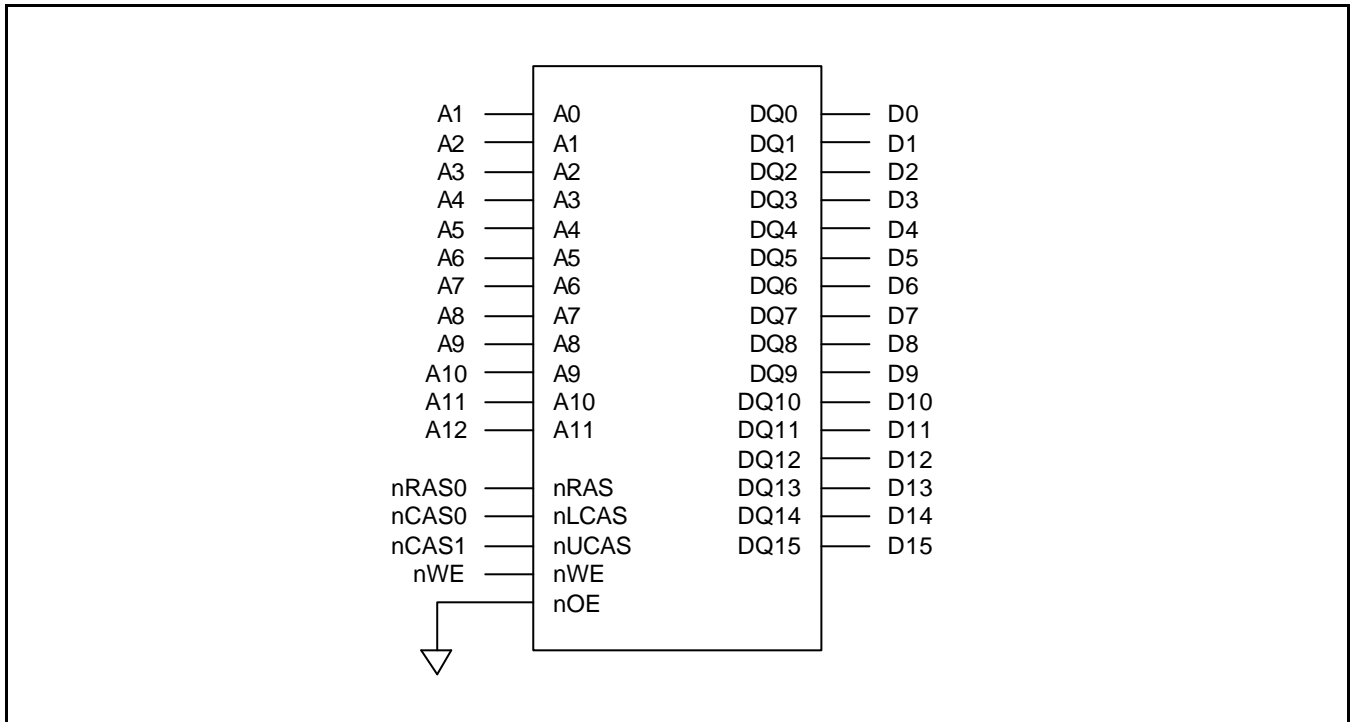 A1 A0 DQ0 D0
A2 A1 DQ1 D1
A3 A2 DQ2 D2
A4 A3 DQ3 D3
A5 A4 DQ4 D4
A6 A5 DQ5 D5
A7 A6 DQ6 D6
A8 A7 DQ7 D7
A9 A8 DQ8 D8
A10 A9 DQ9 D9
A11 A10 DQ10 D10
A12 A11 DQ11 D11
DQ12 D12
nRAS0 nRAS DQ13 D13
nCAS0 nLCAS DQ14 D14
nCAS1 nUCAS DQ15 D15
nWE nWE
nOE